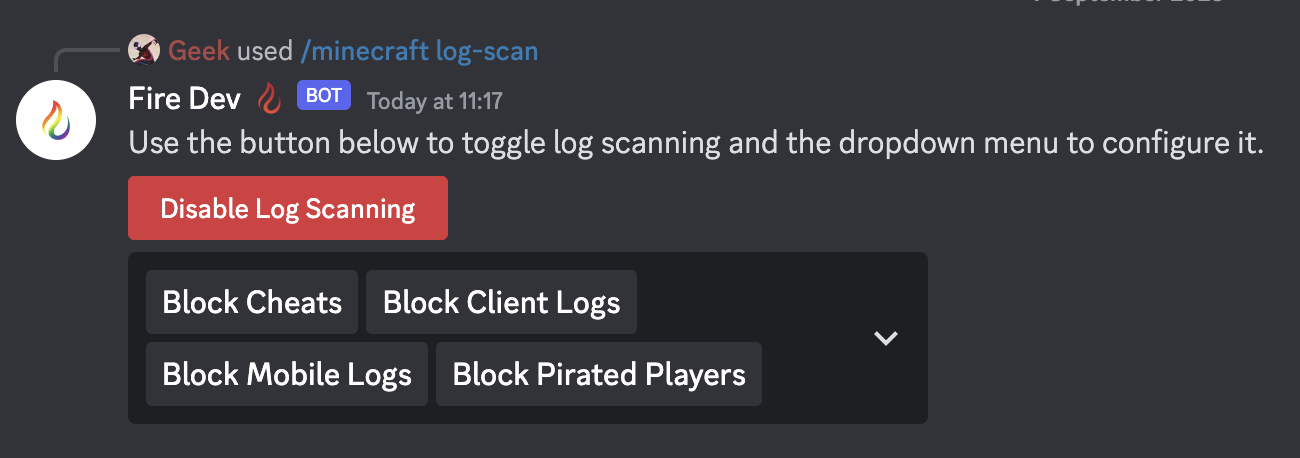 Geek used /minecraft log-scan
Fire Dev BOT Today at 11:17
Use the button below to toggle log scanning and the dropdown menu to configure it.
Disable Log Scanning
Block Cheats Block Client Logs
Block Mobile Logs Block Pirated Players